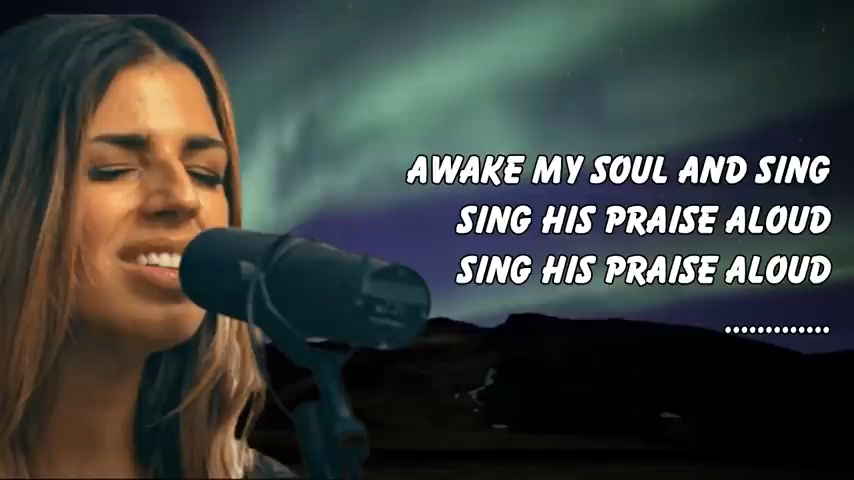 AWAKE MY SOUL AND SING
SING HIS PRAISE ALOUD
SING HIS PRAISE ALOUD
.............